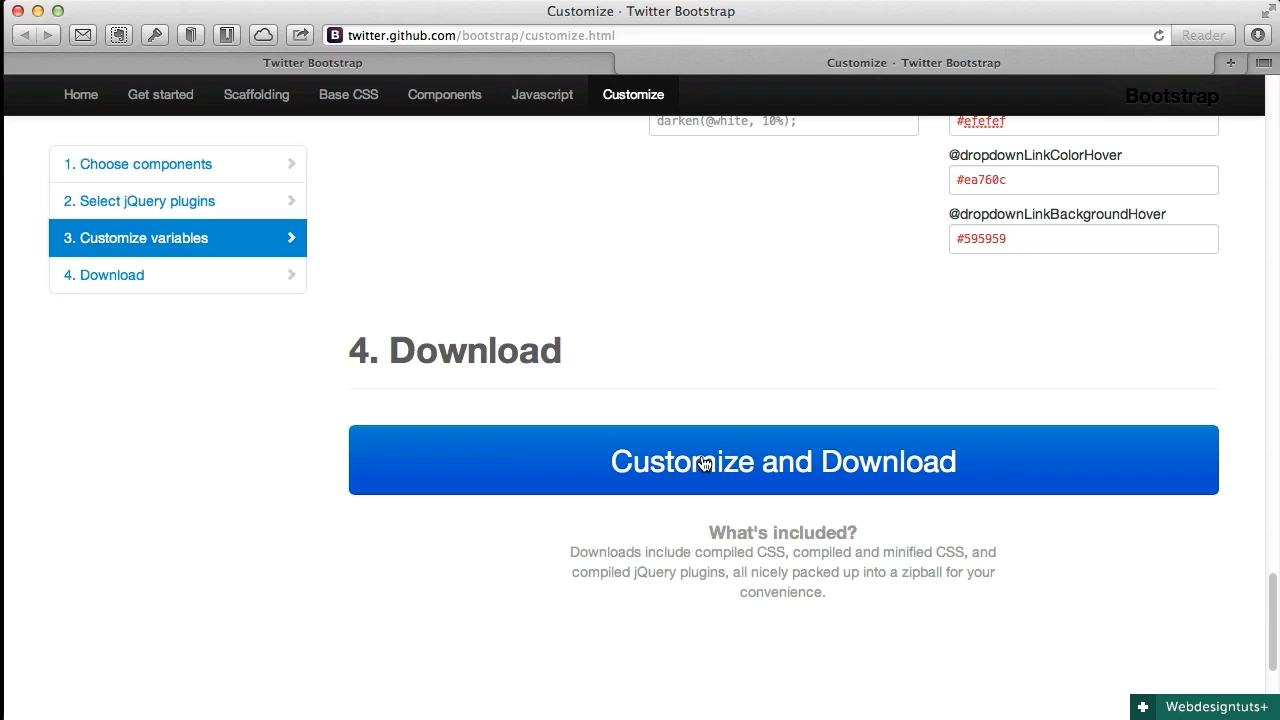 Customize · Twitter Bootstrap
B twitter.github.com/bootstrap/customize.html
Reader
Twitter Bootstrap
Customize · Twitter Bootstrap
Home Get started Scaffolding Base CSS Components Javascript Customize Bootstrap
darken(@white, 10%);
#efefef
@dropdownLinkColorHover
#ea760c
@dropdownLinkBackgroundHover
#595959
1. Choose components
2. Select jQuery plugins
3. Customize variables
4. Download
4. Download
Customize and Download
What's included?
Downloads include compiled CSS, compiled and minified CSS, and
compiled jQuery plugins, all nicely packed up into a zipball for your
convenience.
Webdesigntuts+